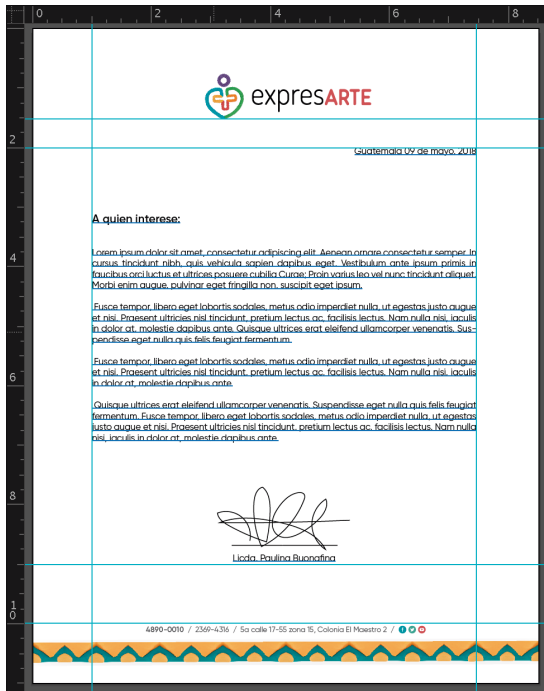 0 2 4 6 8
2
4
6
8
10
expresARTE
Guatemala 09 de mayo, 2018
A quien interese:
Lorem ipsum dolor sit amet, consectetur adipiscing elit. Aenean ornare consectetur semper. In
cursus tincidunt nibh, quis vehicula sapien dapibus eget. Vestibulum ante ipsum primis in
faucibus orci luctus et ultrices posuere cubilia Curae; Proin varius leo vel nunc tincidunt aliquet.
Morbi enim augue, pulvinar eget fringilla non, suscipit eget ipsum.
Fusce tempor, libero eget lobortis sodales, metus odio imperdiet nulla, ut egestas justo augue
et nisi. Praesent ultricies nisl tincidunt, pretium lectus ac, facilisis lectus. Nam nulla nisi, iaculis
in dolor at, molestie dapibus ante. Quisque ultrices erat eleifend ullamcorper venenatis. Sus-
pendisse eget nulla quis felis feugiat fermentum.
Fusce tempor, libero eget lobortis sodales, metus odio imperdiet nulla, ut egestas justo augue
et nisi. Praesent ultricies nisl tincidunt, pretium lectus ac, facilisis lectus. Nam nulla nisi, iaculis
in dolor at, molestie dapibus ante.
Quisque ultrices erat eleifend ullamcorper venenatis. Suspendisse eget nulla quis felis feugiat
fermentum. Fusce tempor, libero eget lobortis sodales, metus odio imperdiet nulla, ut egestas
justo augue et nisi. Praesent ultricies nisl tincidunt, pretium lectus ac, facilisis lectus. Nam nulla
nisi, iaculis in dolor at, molestie dapibus ante.
Licda. Paulina Buonafina
4890-0010 / 2369-4316 / 5a calle 17-55 zona 15, Colonia El Maestro 2 /